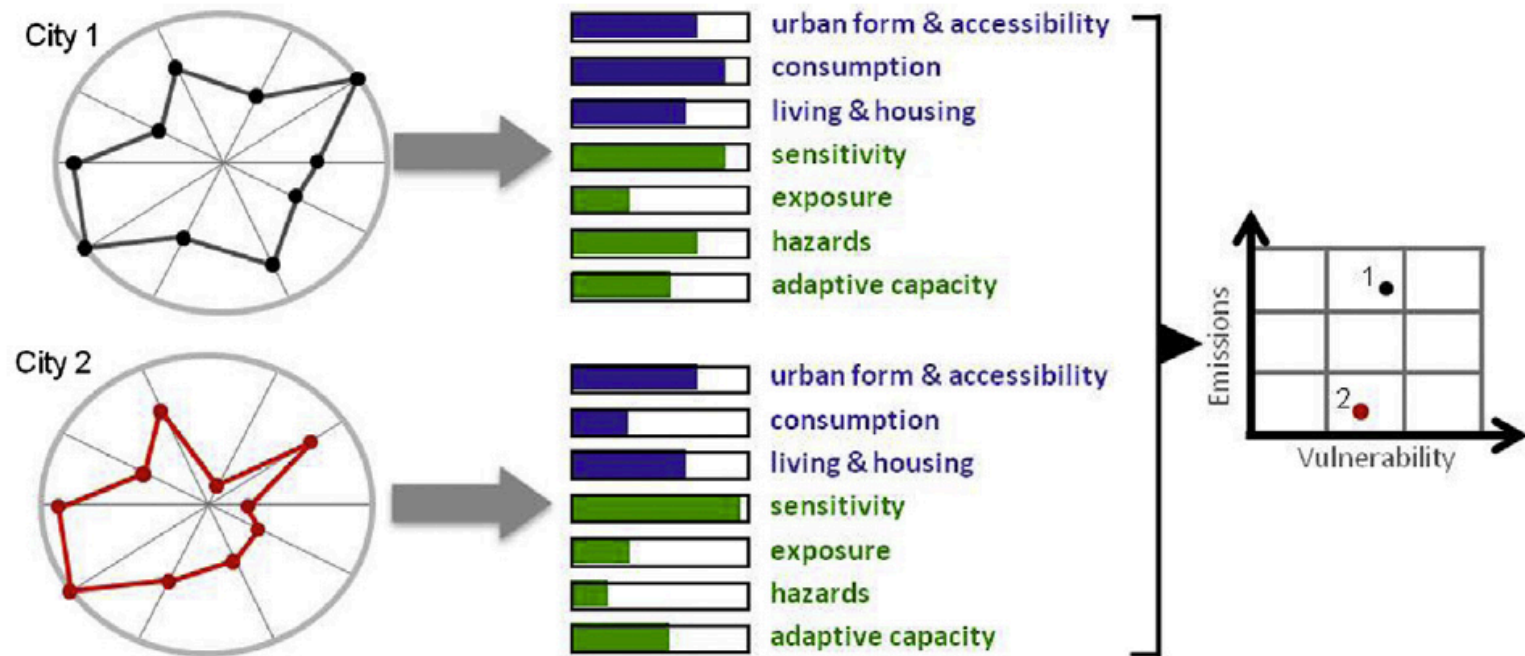 City 1
urban form & accessibility
consumption
living & housing
sensitivity
exposure
hazards
adaptive capacity
City 2
urban form & accessibility
consumption
living & housing
sensitivity
exposure
hazards
adaptive capacity
Emissions
1
2
Vulnerability